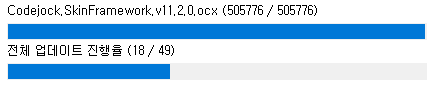 Codejock.SkinFramework.v11.2.0.ocx (505776 / 505776)
전체 업데이트 진행율 (18 / 49)